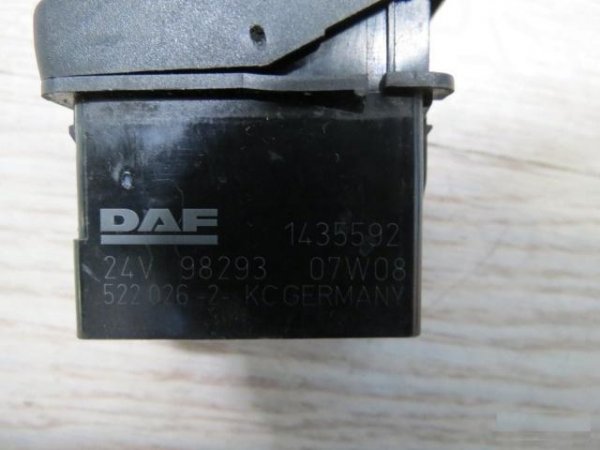 DAF 1435592
24V 98293 07W08
522 026 -2- KC GERMANY